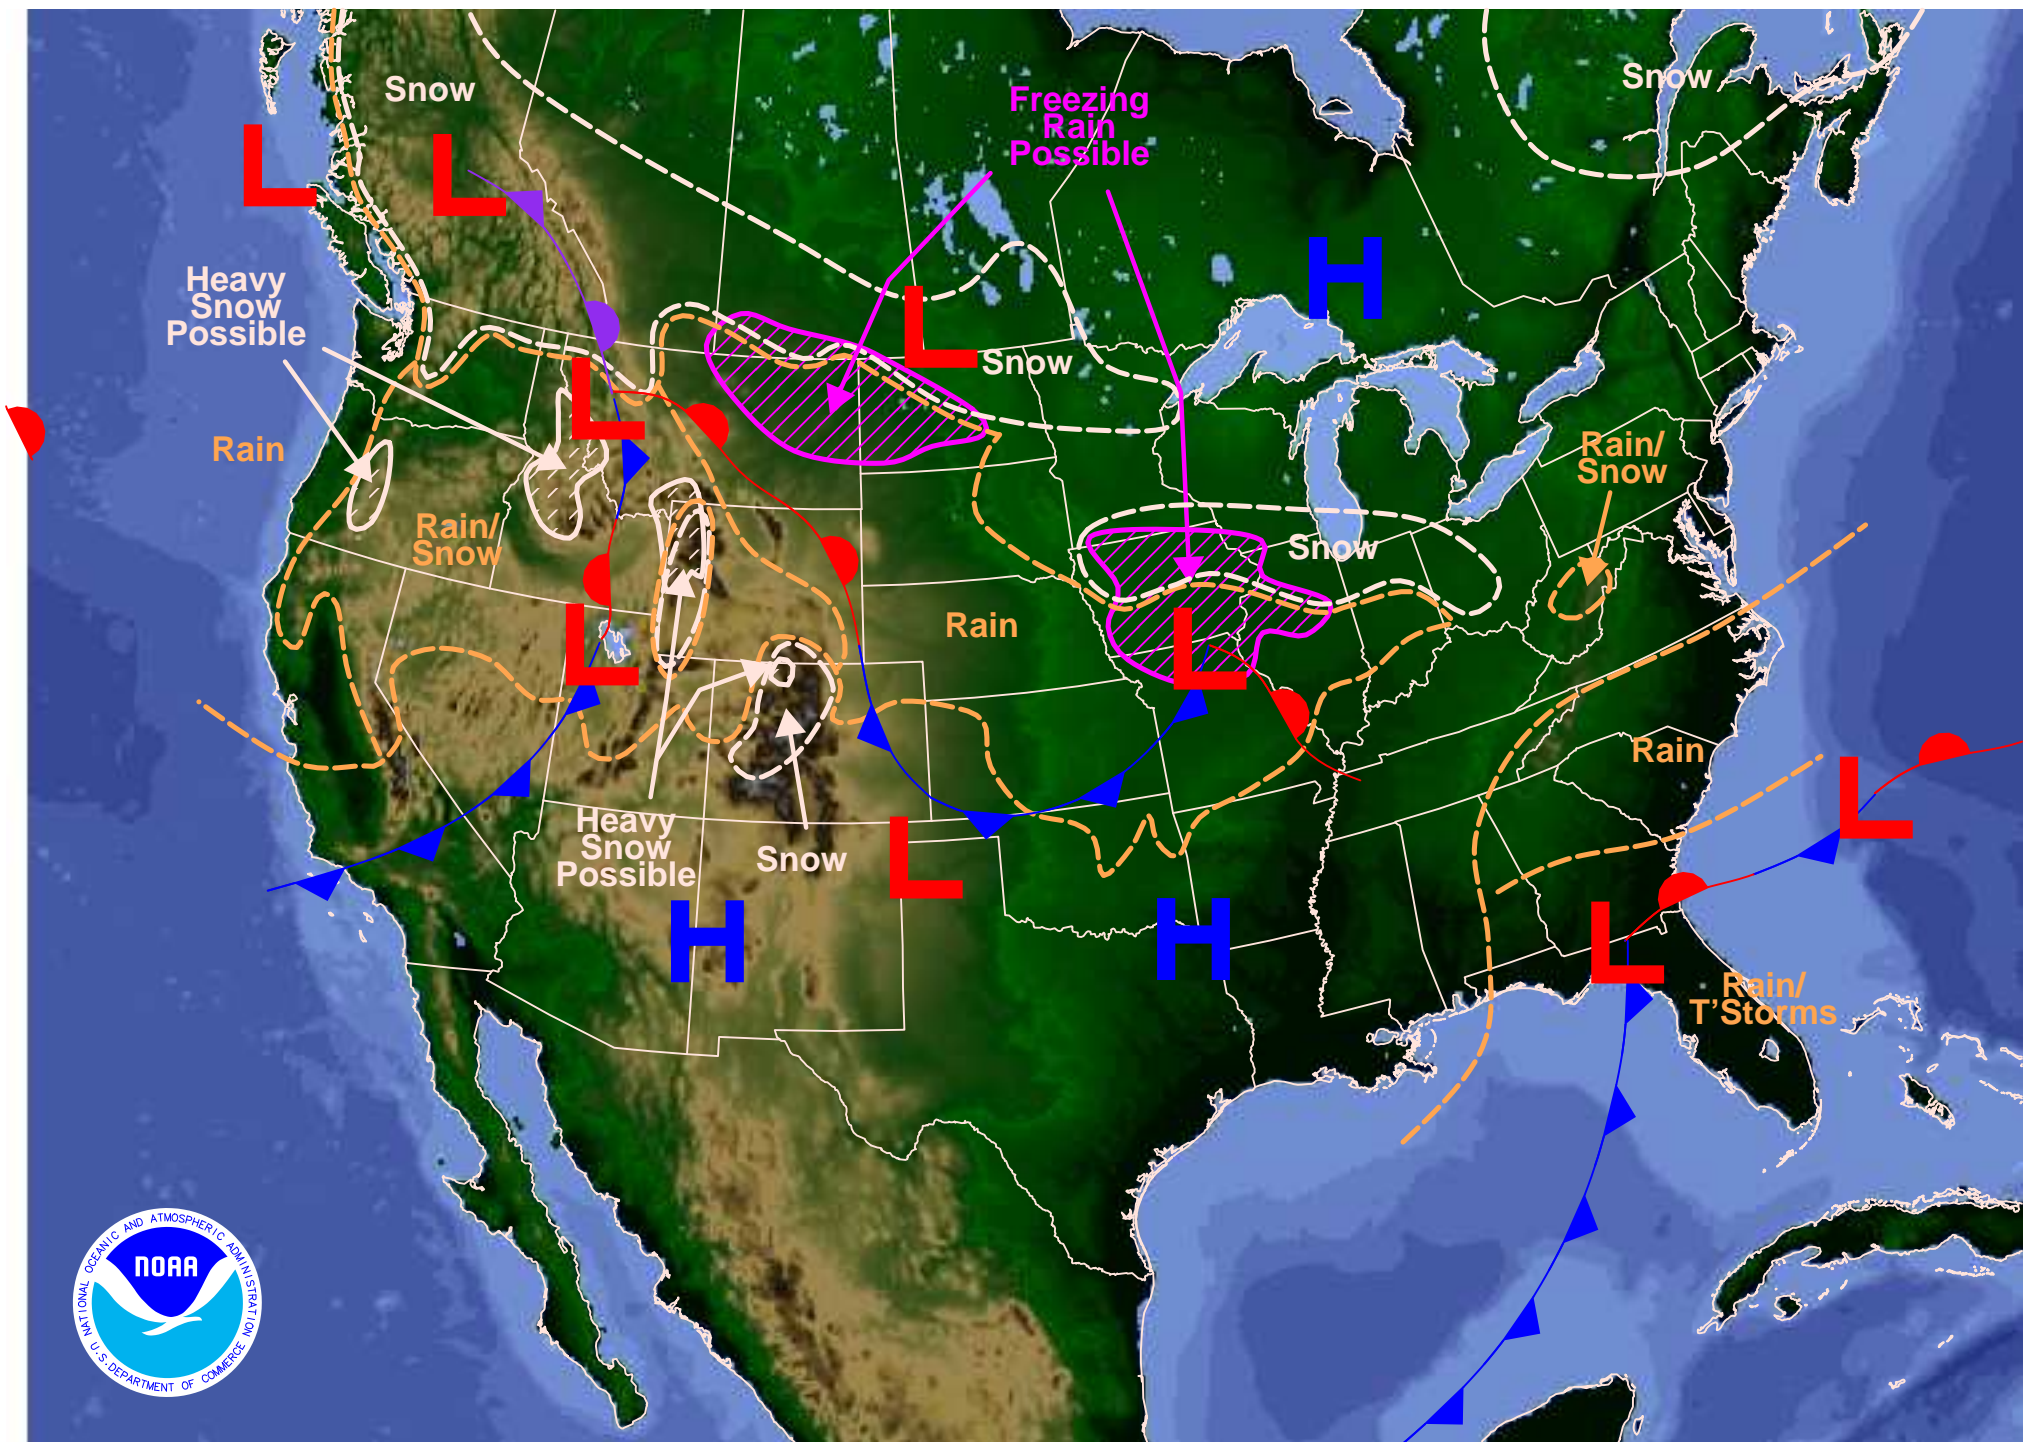 Snow
Snow
Freezing
Rain
Possible
L
L
H
Heavy
Snow
Possible
L
Snow
L
Rain
Rain/
Snow
Rain/
Snow
Snow
Rain
L
L
Rain
L
Heavy
Snow
Possible
Snow
L
H
H
L
Rain/
T'Storms
NATIONAL OCEANIC AND ATMOSPHERIC ADMINISTRATION
NOAA
U.S. DEPARTMENT OF COMMERCE